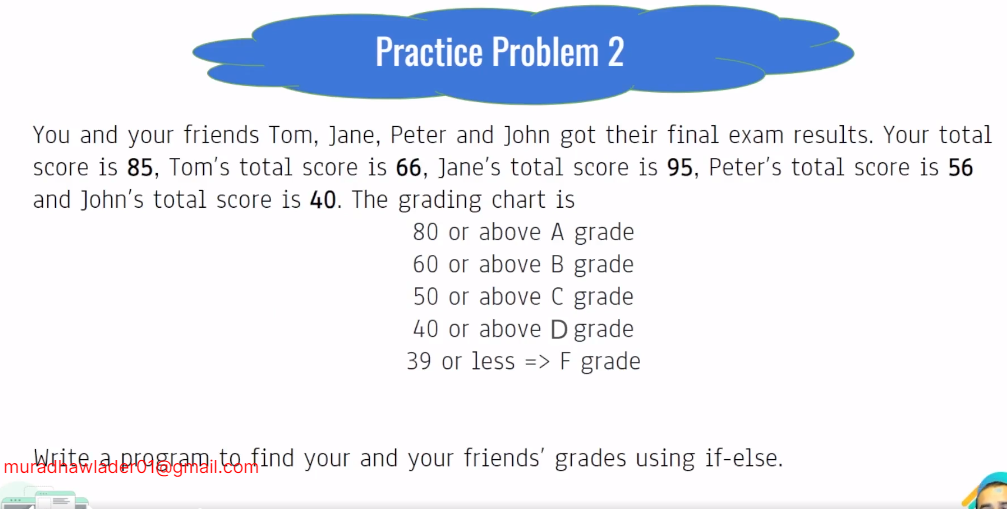 Practice Problem 2
You and your friends Tom, Jane, Peter and John got their final exam results. Your total
score is 85, Tom's total score is 66, Jane's total score is 95, Peter's total score is 56
and John's total score is 40. The grading chart is
80 or above A grade
60 or above B grade
50 or above C grade
40 or above D grade
39 or less => F grade
Write a program to find your and your friends' grades using if-else.
muradhawlader01@gmail.com